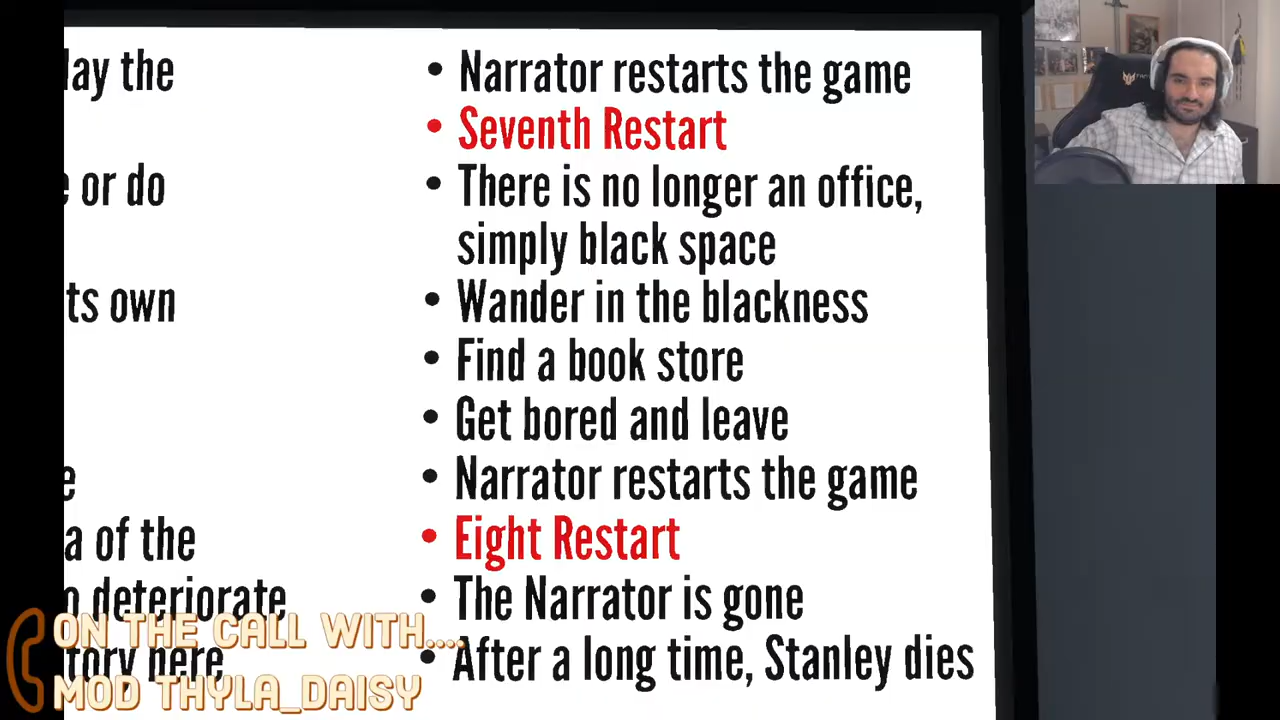 lay the
or do
ts own
a of the
deteriorate
tory here
• Narrator restarts the game
• Seventh Restart
• There is no longer an office,
simply black space
• Wander in the blackness
• Find a book store
• Get bored and leave
• Narrator restarts the game
• Eight Restart
• The Narrator is gone
• After a long time, Stanley dies
ON THE CALL WITH....
MOD THYLA_DAISY